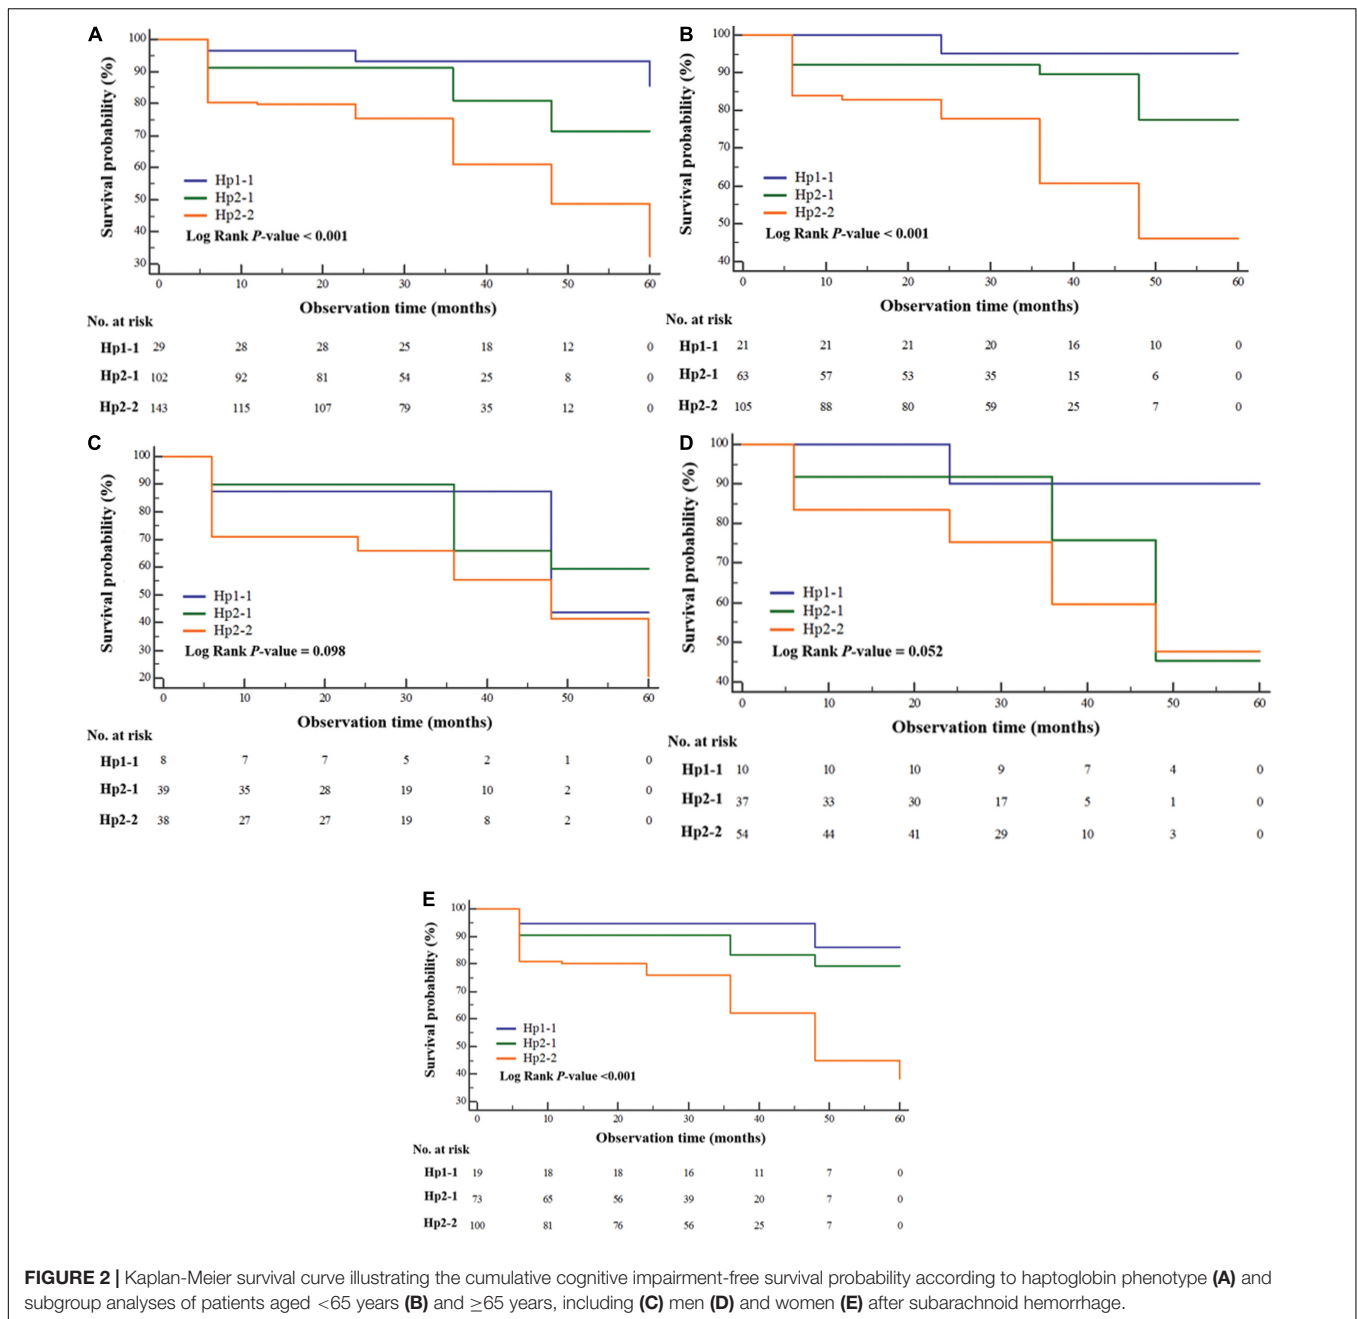 A
Survival probability (%)
100
90
80
70
60
50
40
30
Hp1-1
Hp2-1
Hp2-2
Log Rank P-value < 0.001
0 10 20 30 40 50 60
Observation time (months)
No. at risk
Hp1-1 29 28 28 25 18 12 0
Hp2-1 102 92 81 54 25 8 0
Hp2-2 143 115 107 79 35 12 0
B
Survival probability (%)
100
90
80
70
60
50
40
Hp1-1
Hp2-1
Hp2-2
Log Rank P-value < 0.001
0 10 20 30 40 50 60
Observation time (months)
No. at risk
Hp1-1 21 21 21 20 16 10 0
Hp2-1 63 57 53 35 15 6 0
Hp2-2 105 88 80 59 25 7 0
C
Survival probability (%)
100
90
80
70
60
50
40
30
20
Hp1-1
Hp2-1
Hp2-2
Log Rank P-value = 0.098
0 10 20 30 40 50 60
Observation time (months)
No. at risk
Hp1-1 8 7 7 5 2 1 0
Hp2-1 39 35 28 19 10 2 0
Hp2-2 38 27 27 19 8 2 0
D
Survival probability (%)
100
90
80
70
60
50
40
Hp1-1
Hp2-1
Hp2-2
Log Rank P-value = 0.052
0 10 20 30 40 50 60
Observation time (months)
No. at risk
Hp1-1 10 10 10 9 7 4 0
Hp2-1 37 33 30 17 5 1 0
Hp2-2 54 44 41 29 10 3 0
E
Survival probability (%)
100
90
80
70
60
50
40
30
Hp1-1
Hp2-1
Hp2-2
Log Rank P-value <0.001
0 10 20 30 40 50 60
Observation time (months)
No. at risk
Hp1-1 19 18 18 16 11 7 0
Hp2-1 73 65 56 39 20 7 0
Hp2-2 100 81 76 56 25 7 0
FIGURE 2 | Kaplan-Meier survival curve illustrating the cumulative cognitive impairment-free survival probability according to haptoglobin phenotype (A) and
subgroup analyses of patients aged <65 years (B) and ≥65 years, including (C) men (D) and women (E) after subarachnoid hemorrhage.